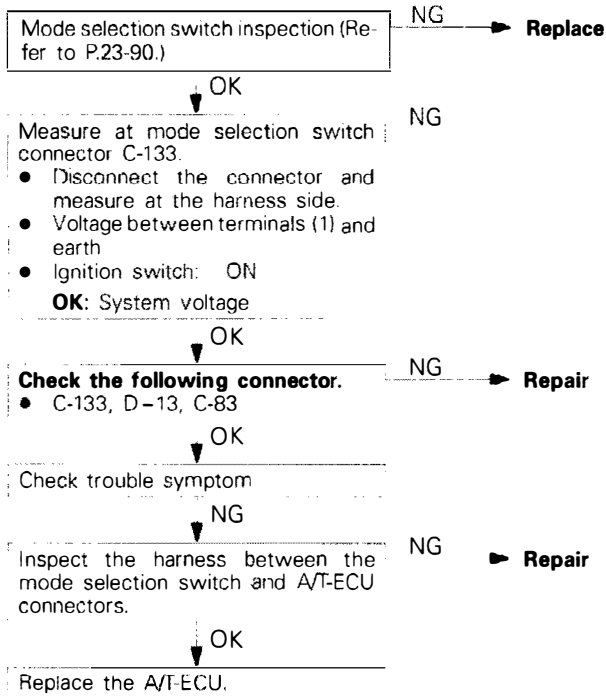 Mode selection switch inspection (Re-
fer to P.23-90.)
NG
Replace
OK
Measure at mode selection switch
connector C-133.
● Disconnect the connector and
measure at the harness side.
● Voltage between terminals (1) and
earth
● Ignition switch: ON
OK: System voltage
NG
OK
Check the following connector.
● C-133, D-13, C-83
NG
Repair
OK
Check trouble symptom
NG
Inspect the harness between the
mode selection switch and A/T-ECU
connectors.
NG
Repair
OK
Replace the A/T-ECU.